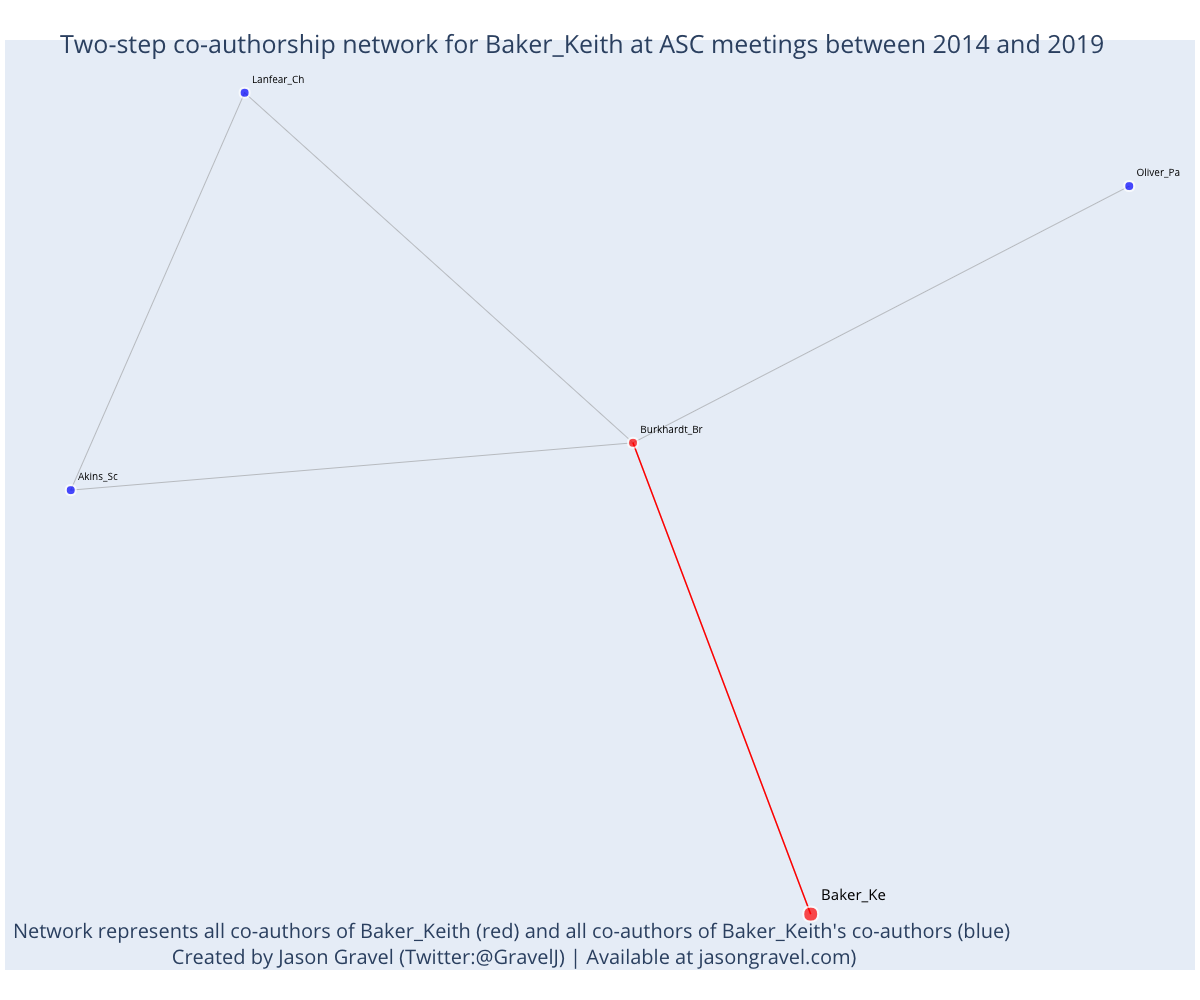 Two-step co-authorship network for Baker_Keith at ASC meetings between 2014 and 2019
Lanfear_Ch
Oliver_Pa
Burkhardt_Br
Akins_Sc
Baker_Ke
Network represents all co-authors of Baker_Keith (red) and all co-authors of Baker_Keith's co-authors (blue)
Created by Jason Gravel (Twitter:@GravelJ) | Available at jasongravel.com)